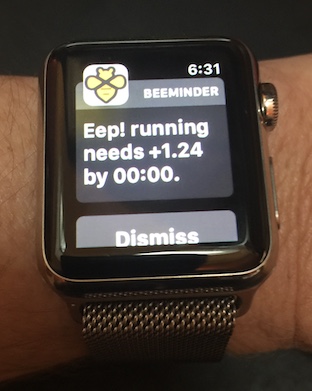 6:31
BEEMINDER
Eep! running
needs +1.24
by 00:00.
Dismiss